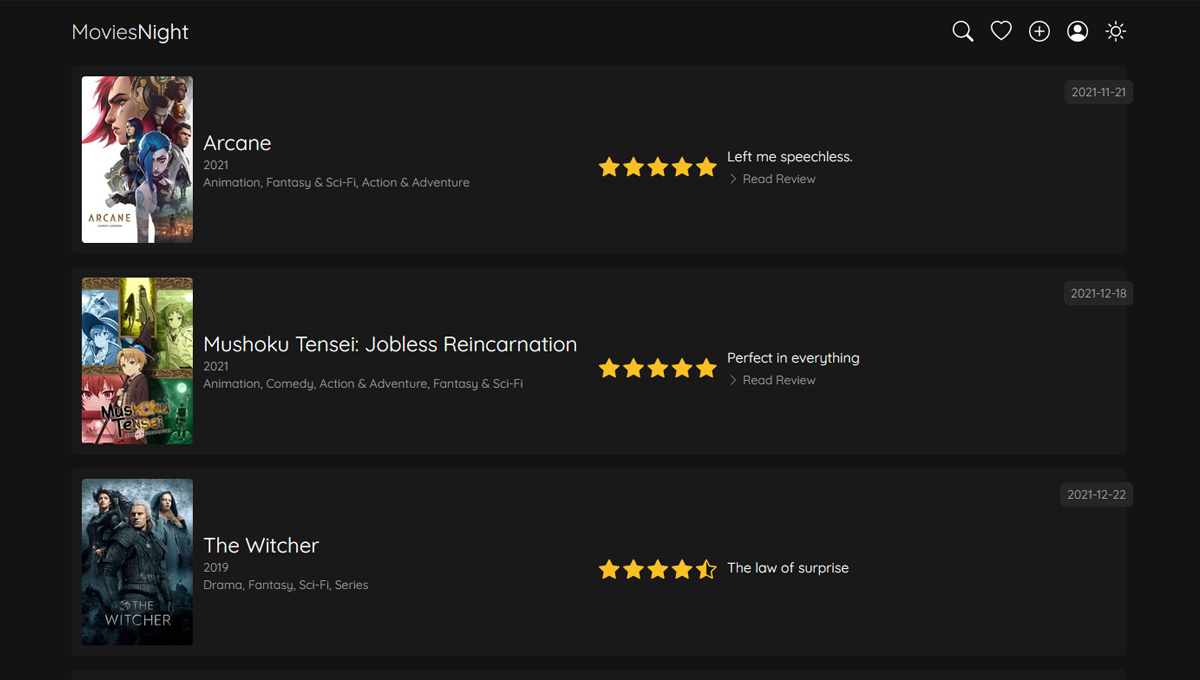 MoviesNight
2021-11-21
Arcane
2021
Animation, Fantasy & Sci-Fi, Action & Adventure
Left me speechless.
Read Review
ARCANE
2021-12-18
Mushoku Tensei: Jobless Reincarnation
2021
Animation, Comedy, Action & Adventure, Fantasy & Sci-Fi
Perfect in everything
Read Review
Mushoku
Tensei
2021-12-22
The Witcher
2019
Drama, Fantasy, Sci-Fi, Series
The law of surprise
THE
WITCHER